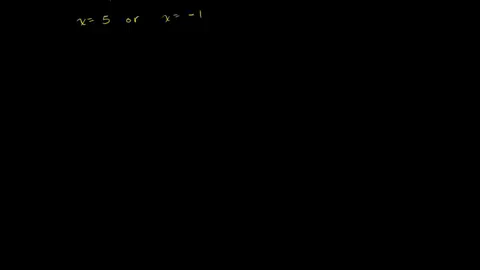 x = 5 or x = -1